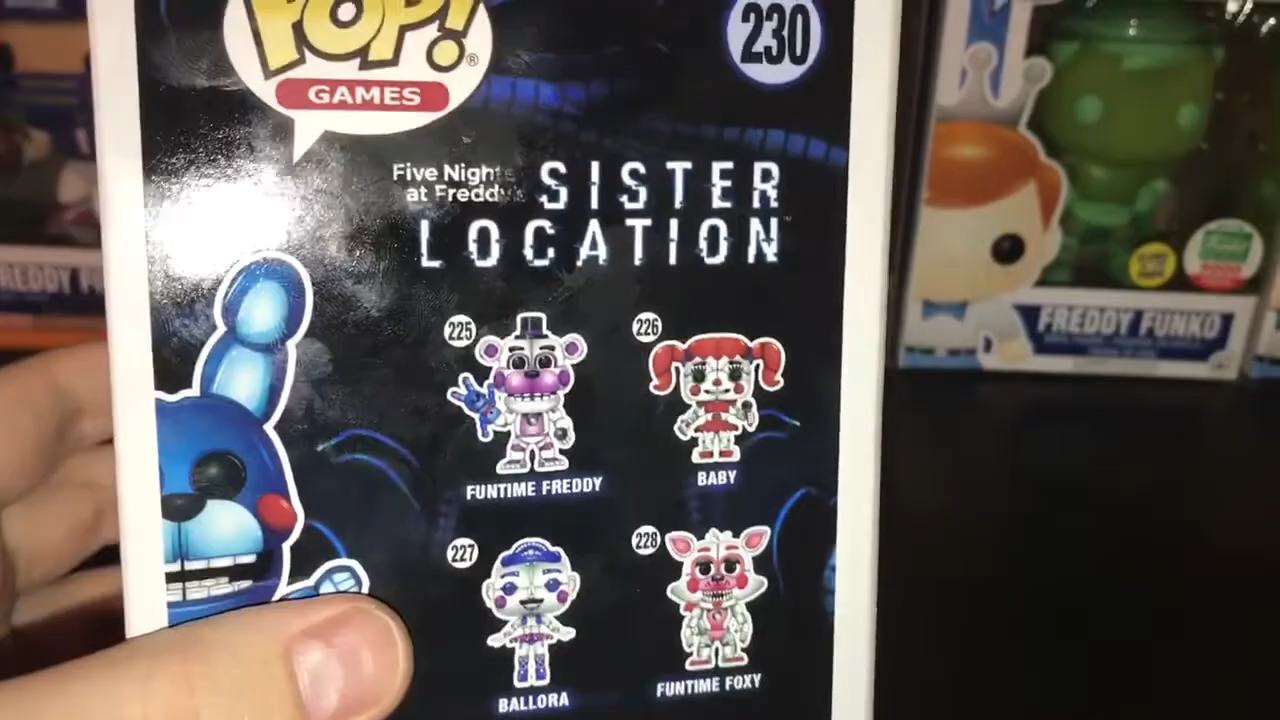 POP!®
GAMES
230
Five Nights
at Freddy's
SISTER
LOCATION
225
FUNTIME FREDDY
226
BABY
227
BALLORA
228
FUNTIME FOXY
FREDDY FUNKO
REDDY